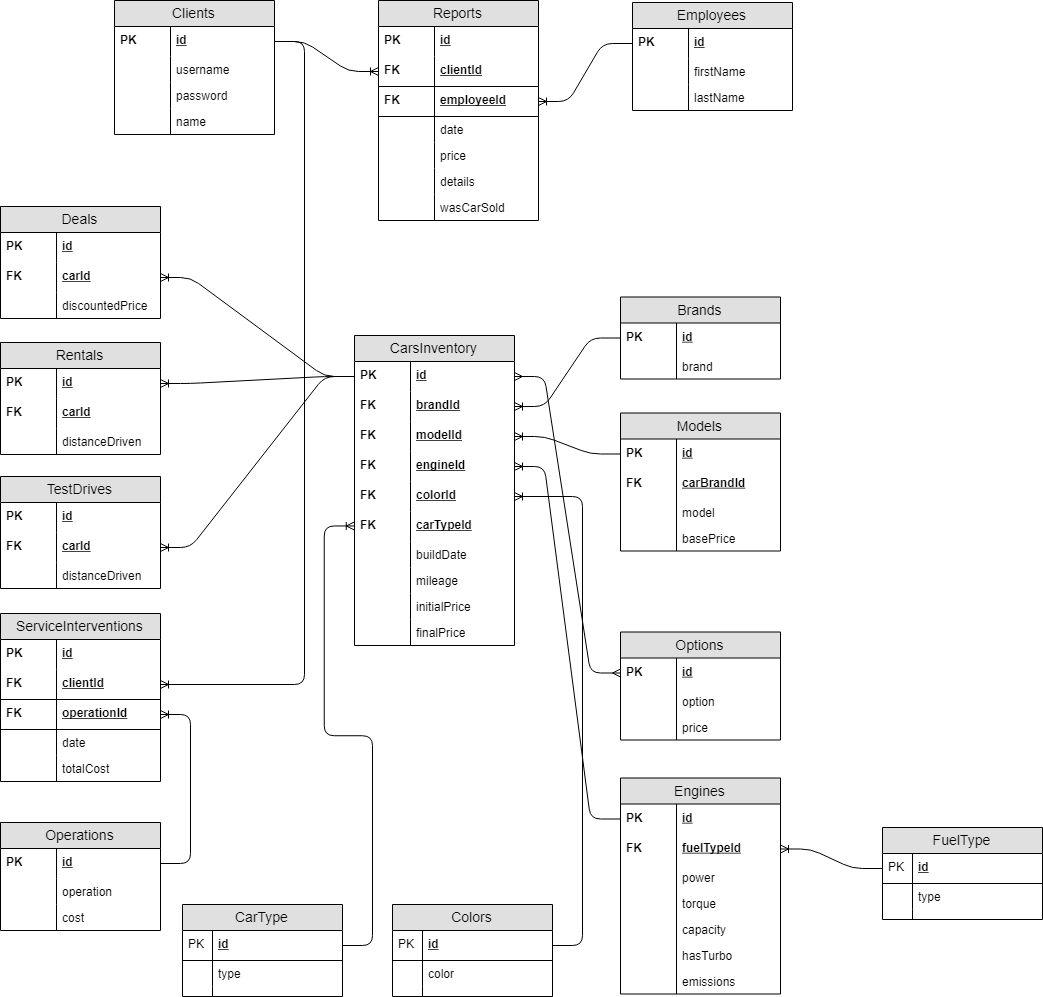 Clients
PK id
username
password
name
Reports
PK id
FK clientId
FK employeeId
date
price
details
wasCarSold
Employees
PK id
firstName
lastName
Deals
PK id
FK carId
discountedPrice
Rentals
PK id
FK carId
distanceDriven
TestDrives
PK id
FK carId
distanceDriven
ServiceInterventions
PK id
FK clientId
FK operationId
date
totalCost
Operations
PK id
operation
cost
CarsInventory
PK id
FK brandId
FK modelId
FK engineId
FK colorId
FK carTypeId
buildDate
mileage
initialPrice
finalPrice
Brands
PK id
brand
Models
PK id
FK carBrandId
model
basePrice
Options
PK id
option
price
Engines
PK id
FK fuelTypeId
power
torque
capacity
hasTurbo
emissions
FuelType
PK id
type
CarType
PK id
type
Colors
PK id
color